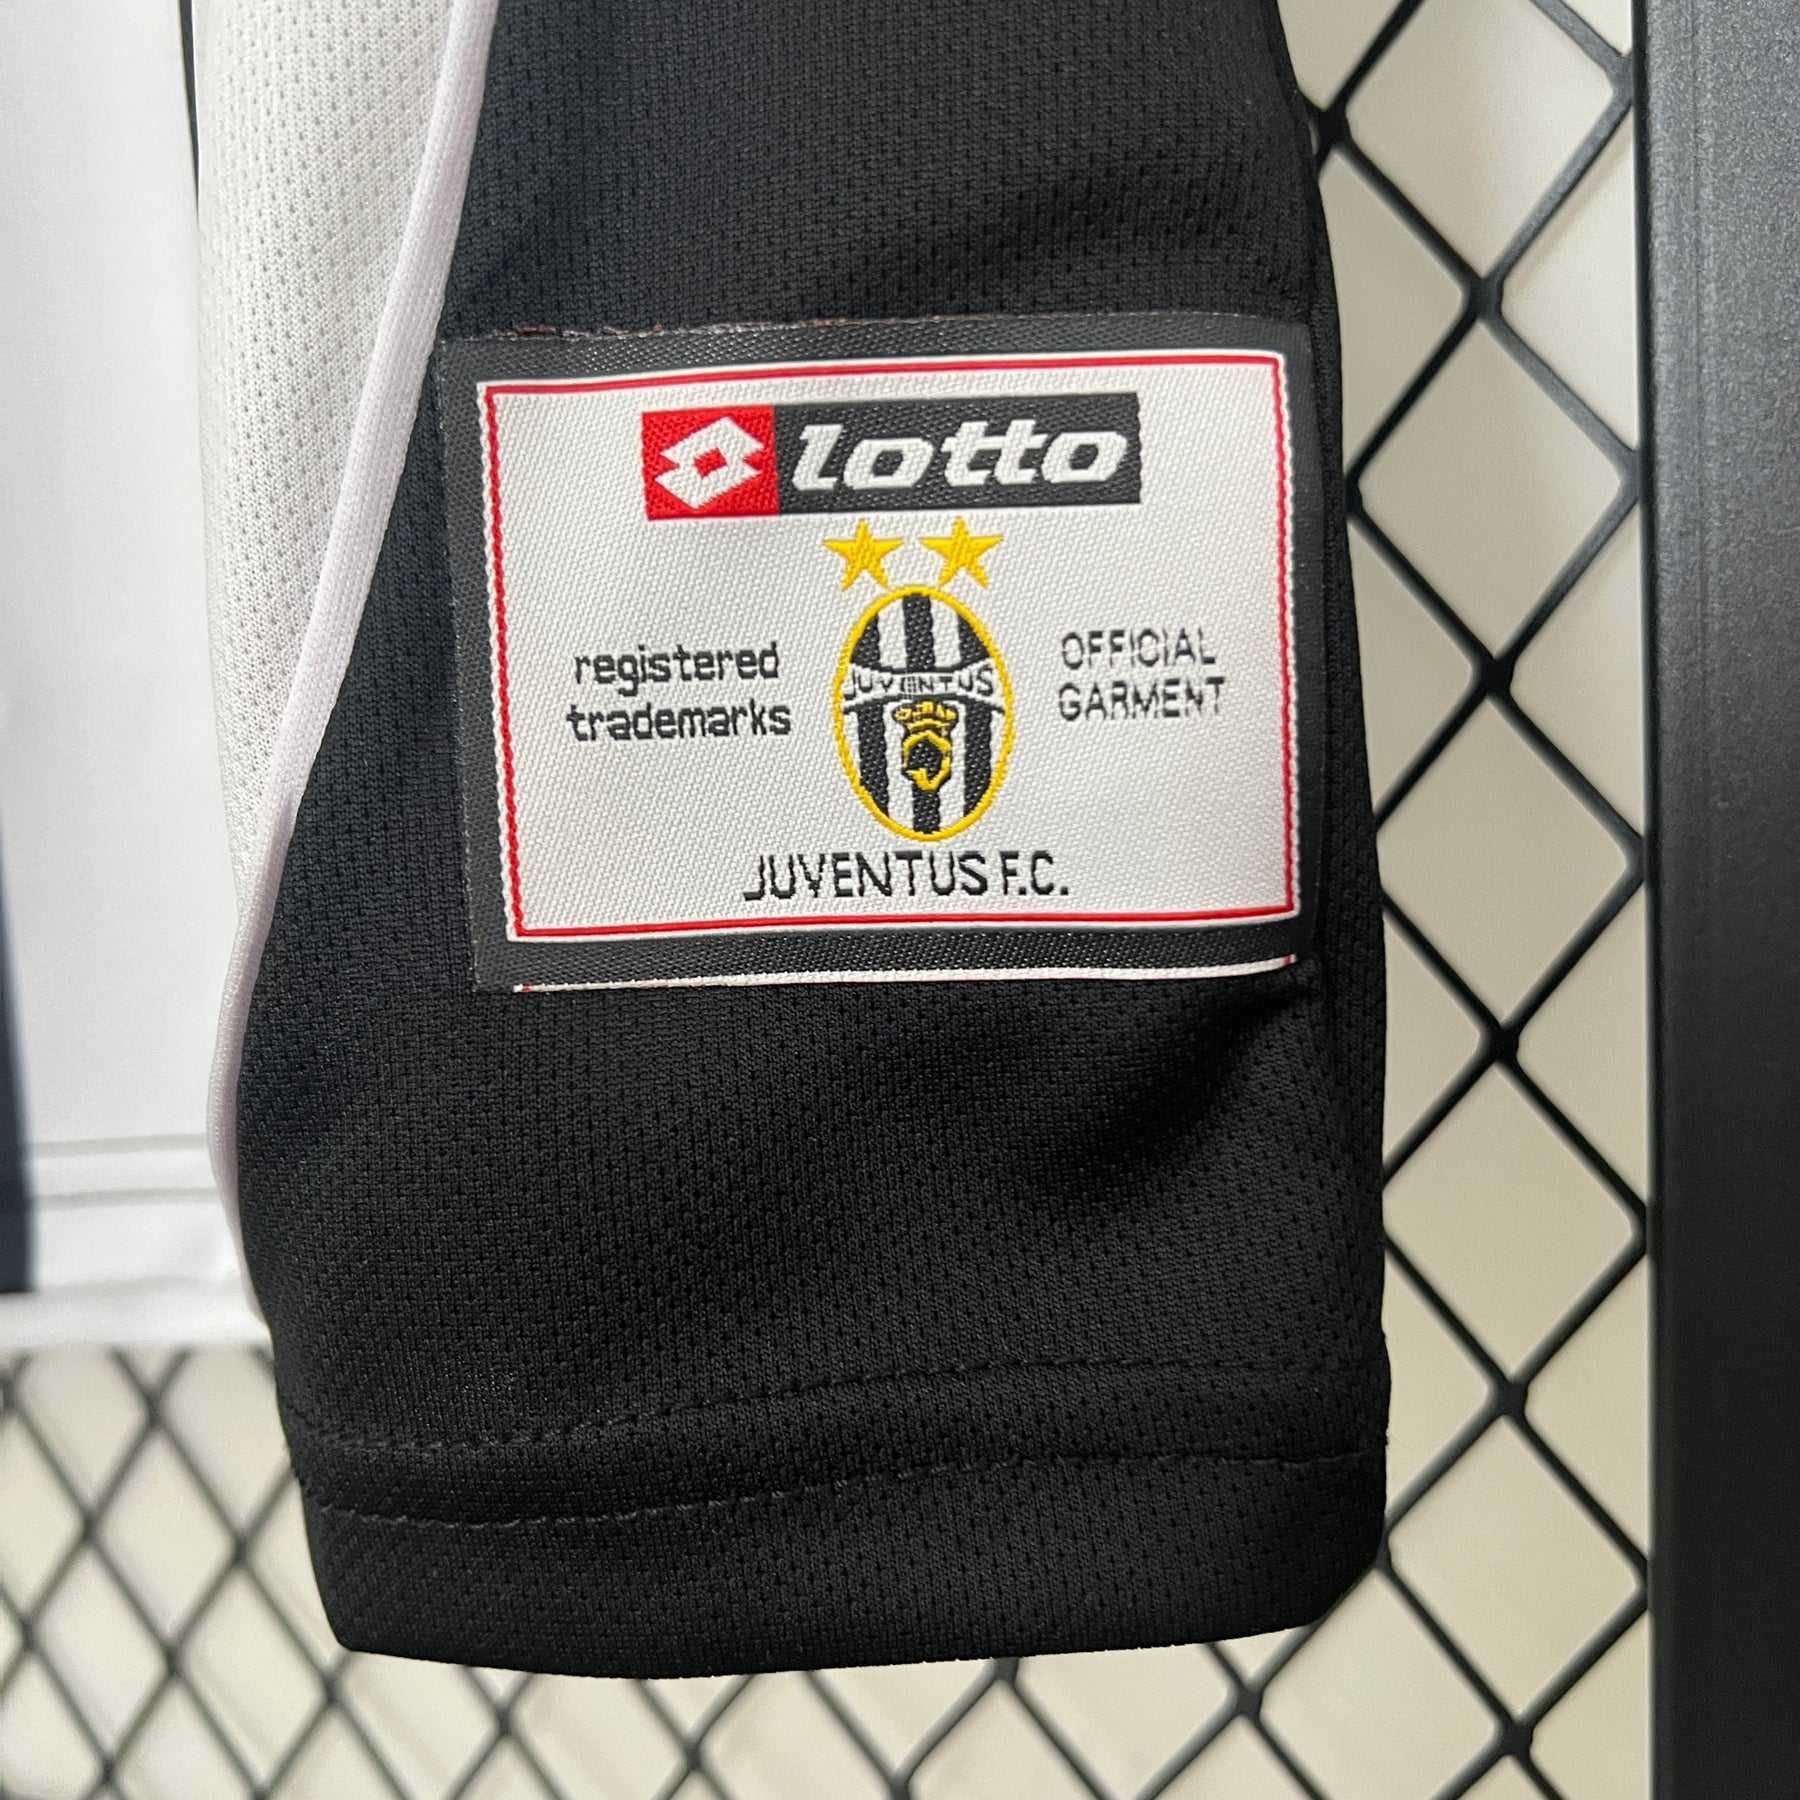 lotto
registered
trademarks
JUVENTUS
OFFICIAL
GARMENT
JUVENTUS F.C.